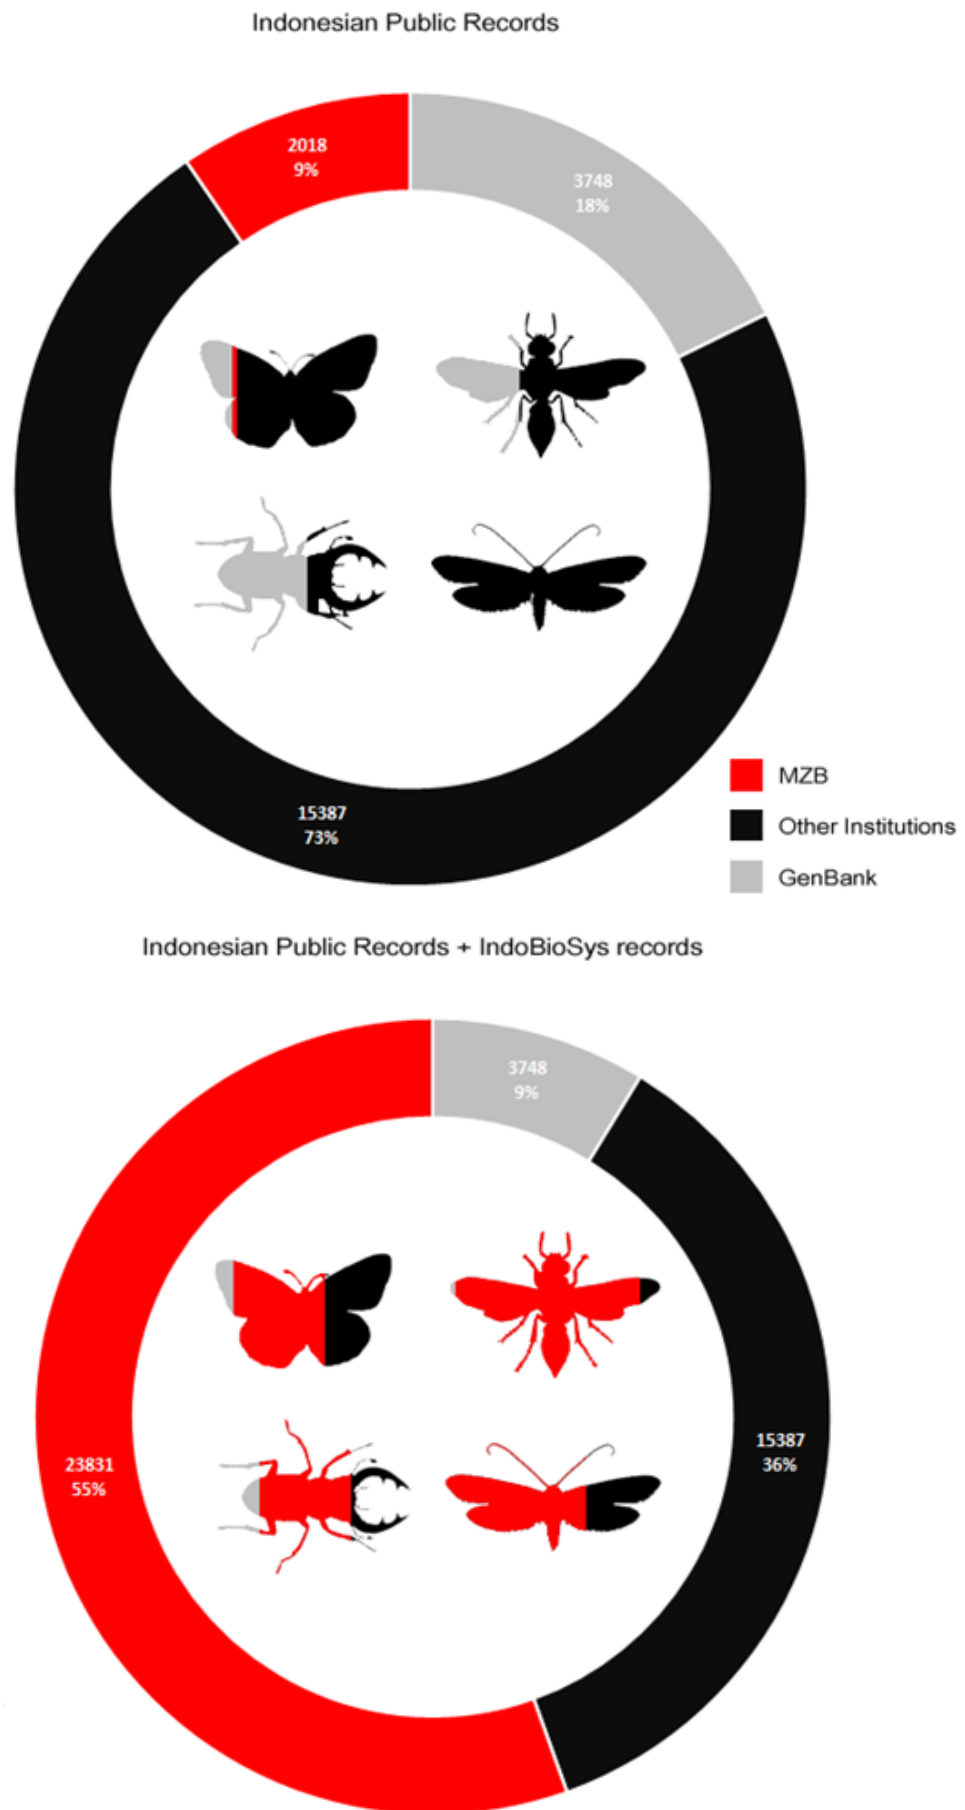 Indonesian Public Records
2018
9%
3748
18%
15387
73%
MZB
Other Institutions
GenBank
Indonesian Public Records + IndoBioSys records
3748
9%
15387
36%
23831
55%